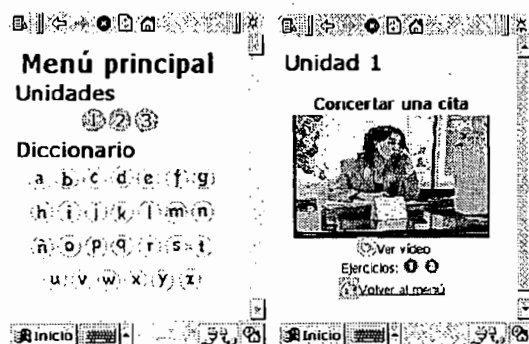 Menú principal
Unidades
1 2 3
Diccionario
a b c d e f g
h i j k l m n
ñ o p q r s t
u v w x y z
Inicio
Unidad 1
Concertar una cita
Ver vídeo
Ejercicios: 1 2
Volver al menú
Inicio